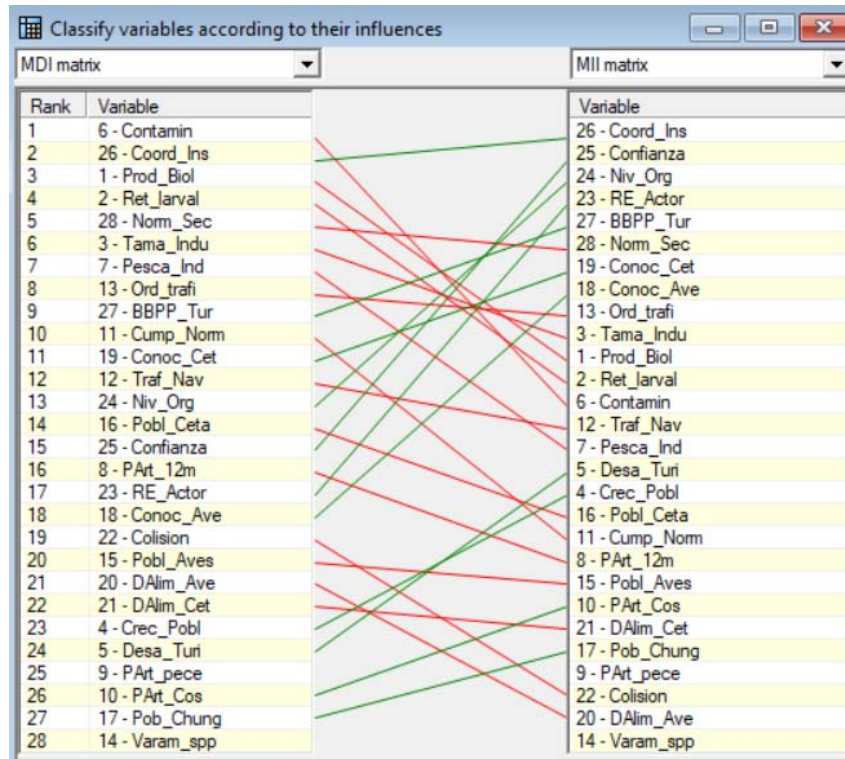 Classify variables according to their influences
MDI matrix MII matrix
Rank Variable Variable
1 6 - Contamin 26 - Coord_Ins
2 26 - Coord_Ins 25 - Confianza
3 1 - Prod_Biol 24 - Niv_Org
4 2 - Ret_larval 23 - RE_Actor
5 28 - Norm_Sec 27 - BBPP_Tur
6 3 - Tama_Indu 28 - Norm_Sec
7 7 - Pesca_Ind 19 - Conoc_Cet
8 13 - Ord_trafi 18 - Conoc_Ave
9 27 - BBPP_Tur 13 - Ord_trafi
10 11 - Cump_Norm 3 - Tama_Indu
11 19 - Conoc_Cet 1 - Prod_Biol
12 12 - Traf_Nav 2 - Ret_larval
13 24 - Niv_Org 6 - Contamin
14 16 - Pobl_Ceta 12 - Traf_Nav
15 25 - Confianza 7 - Pesca_Ind
16 8 - PArt_12m 5 - Desa_Turi
17 23 - RE_Actor 4 - Crec_Pobl
18 18 - Conoc_Ave 16 - Pobl_Ceta
19 22 - Colision 11 - Cump_Norm
20 15 - Pobl_Aves 8 - PArt_12m
21 20 - DAlim_Ave 15 - Pobl_Aves
22 21 - DAlim_Cet 10 - PArt_Cos
23 4 - Crec_Pobl 21 - DAlim_Cet
24 5 - Desa_Turi 17 - Pob_Chung
25 9 - PArt_pece 9 - PArt_pece
26 10 - PArt_Cos 22 - Colision
27 17 - Pob_Chung 20 - DAlim_Ave
28 14 - Varam_spp 14 - Varam_spp